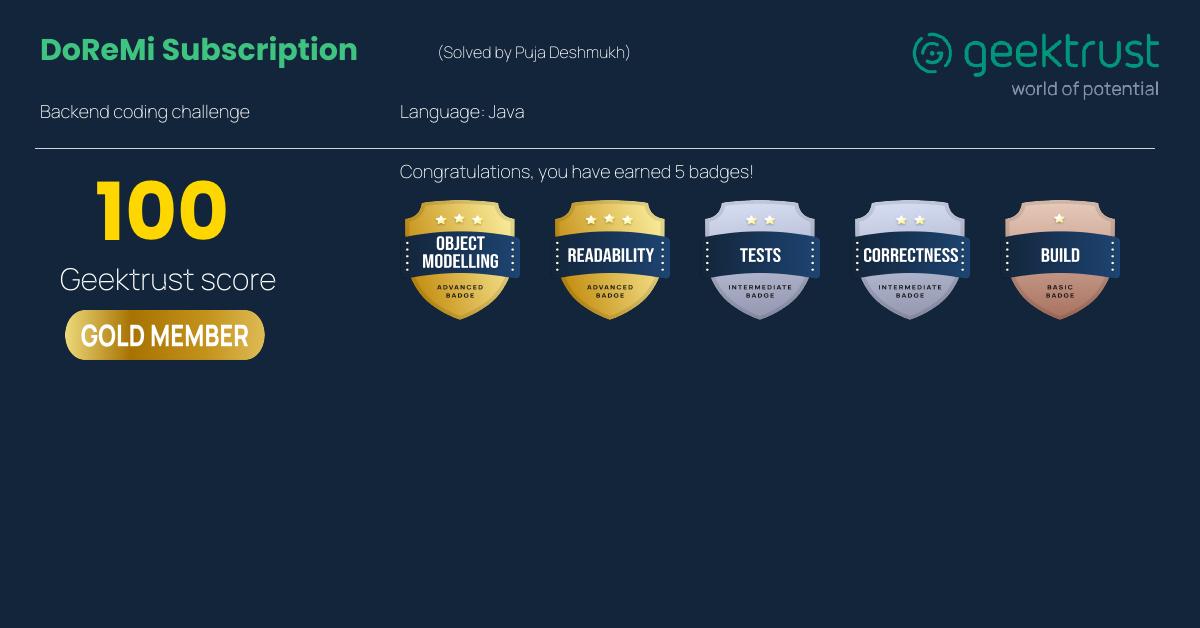 DoReMi Subscription
(Solved by Puja Deshmukh)
geektrust
world of potential
Backend coding challenge
Language: Java
100
Geektrust score
GOLD MEMBER
Congratulations, you have earned 5 badges!
OBJECT
MODELLING
ADVANCED
BADGE
READABILITY
ADVANCED
BADGE
TESTS
INTERMEDIATE
BADGE
CORRECTNESS
INTERMEDIATE
BADGE
BUILD
BASIC
BADGE